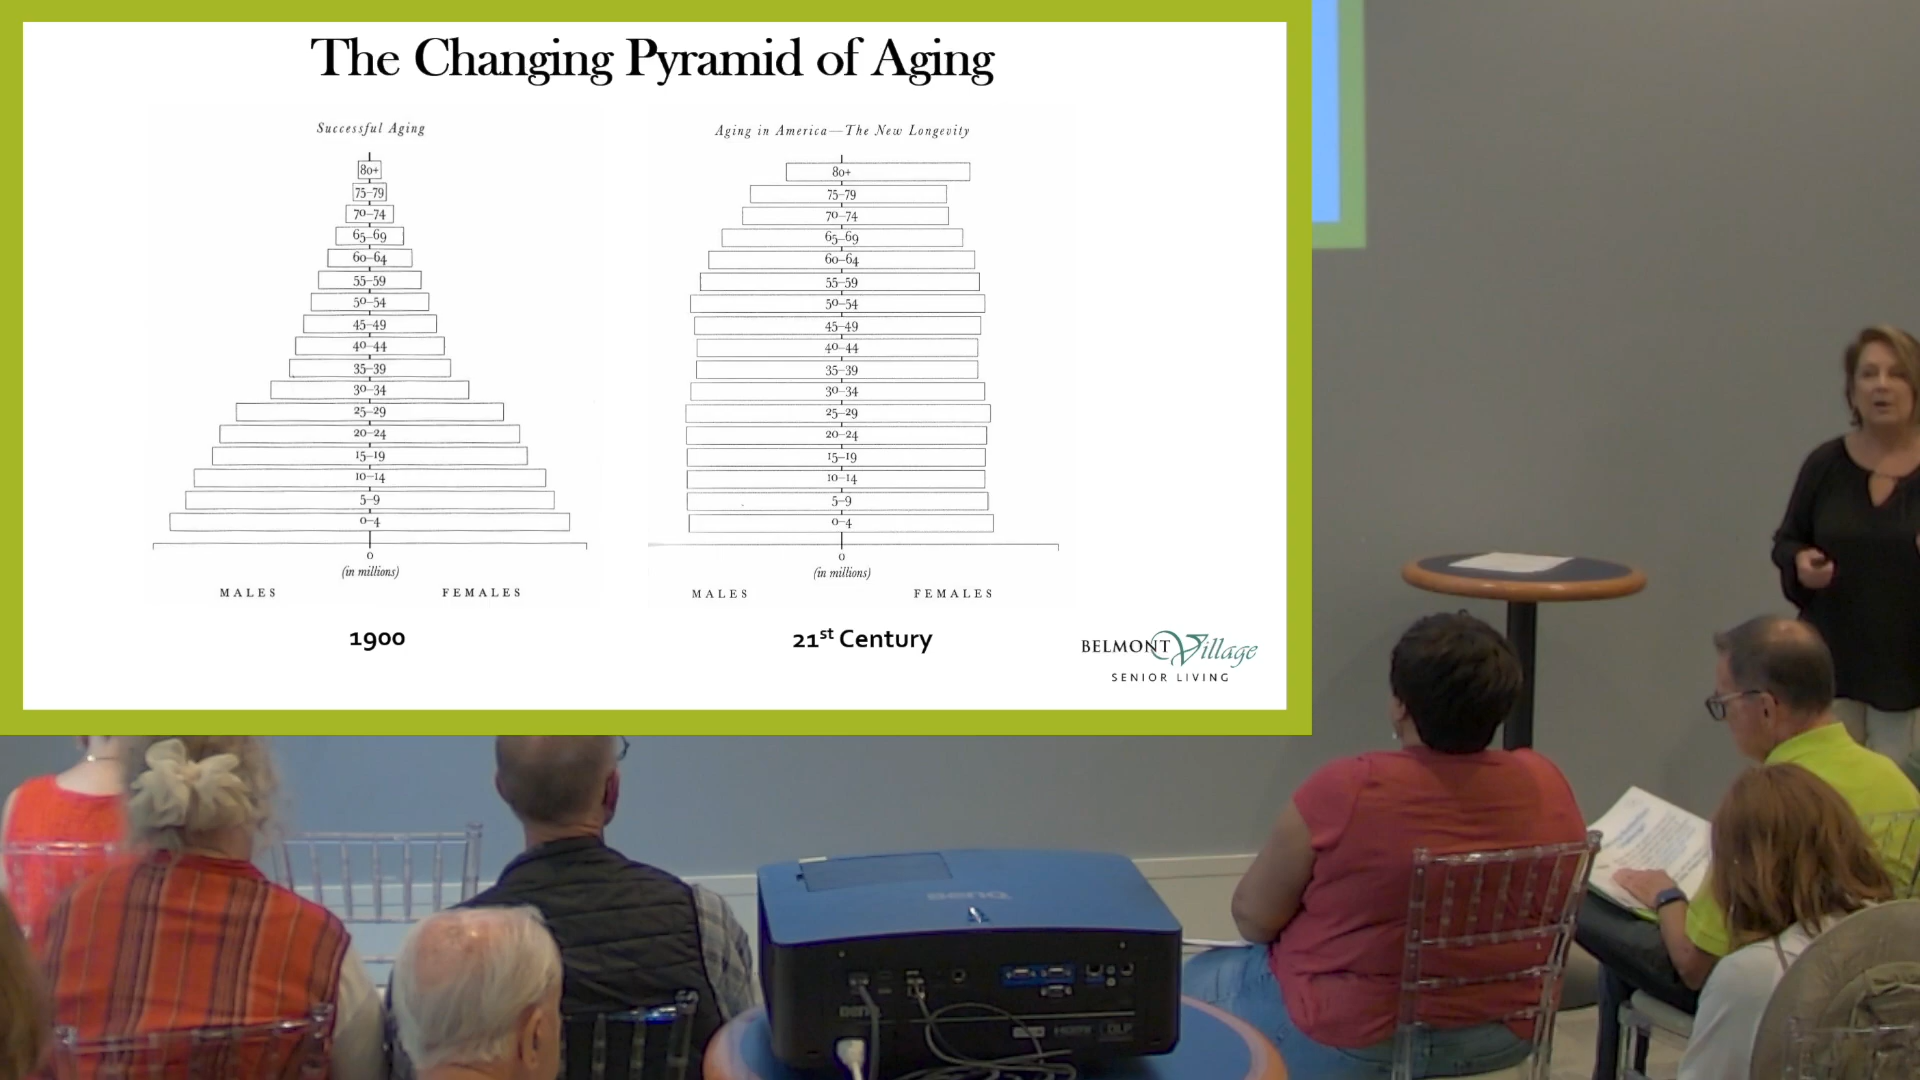 The Changing Pyramid of Aging
Successful Aging
80+
75–79
70–74
65–69
60–64
55–59
50–54
45–49
40–44
35–39
30–34
25–29
20–24
15–19
10–14
5–9
0–4
0
(in millions)
MALES FEMALES
1900
Aging in America—The New Longevity
80+
75–79
70–74
65–69
60–64
55–59
50–54
45–49
40–44
35–39
30–34
25–29
20–24
15–19
10–14
5–9
0–4
0
(in millions)
MALES FEMALES
21st Century
BELMONT Village
SENIOR LIVING
BenQ
BenQ
HDMI DLP